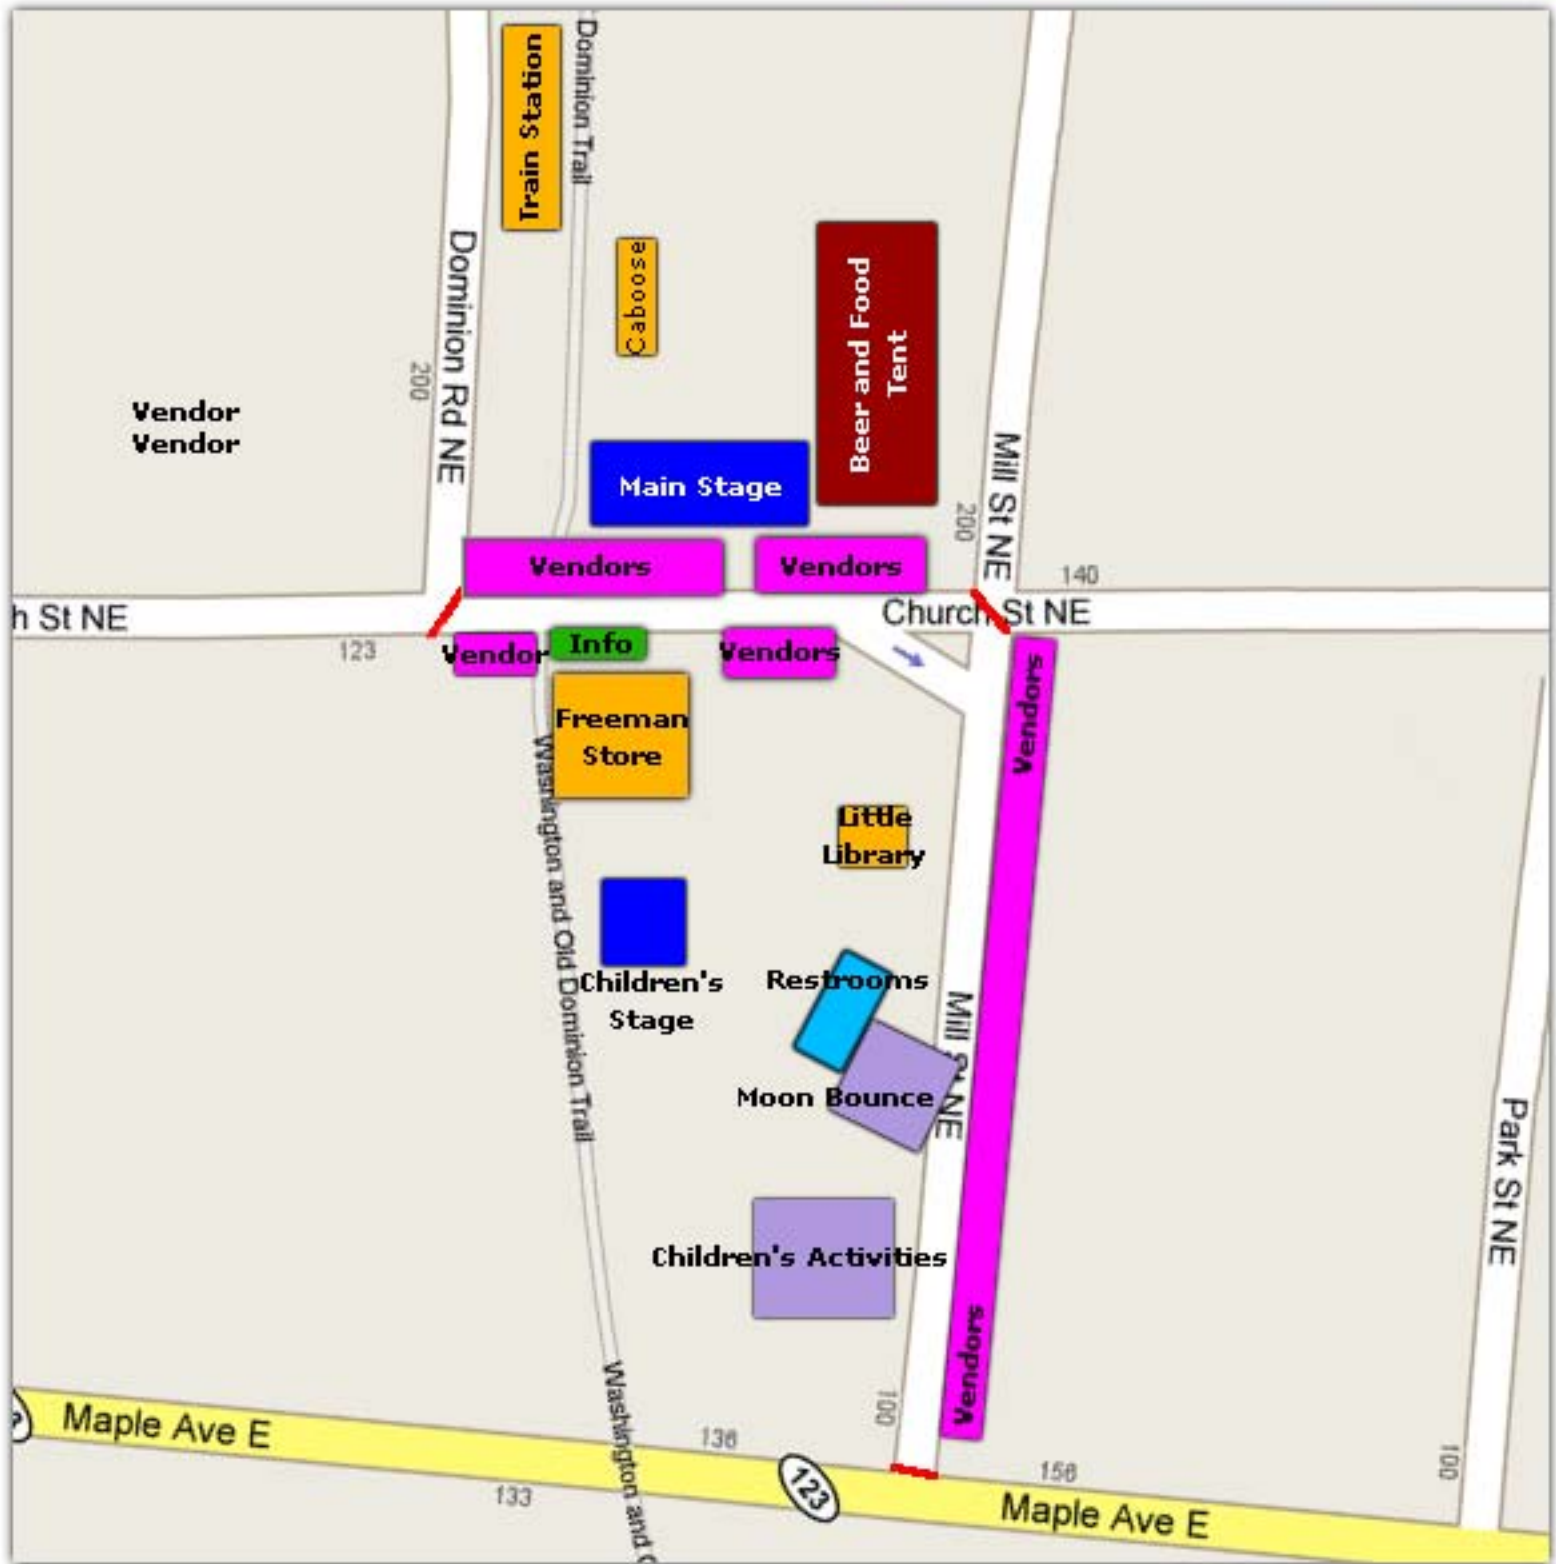 Train Station
Dominion Trail
Caboose
Dominion Rd NE
200
Beer and Food
Tent
Vendor
Vendor
Main Stage
Mill St NE
200
Vendors
Vendors
140
h St NE
Church St NE
123
Vendor
Info
Vendors
Vendors
Freeman
Store
Washington and Old Dominion Trail
Little
Library
Children's
Stage
Restrooms
Mill St NE
Moon Bounce
Park St NE
Children's Activities
Vendors
100
Washington and
Maple Ave E
136
123
133
156
100
Maple Ave E